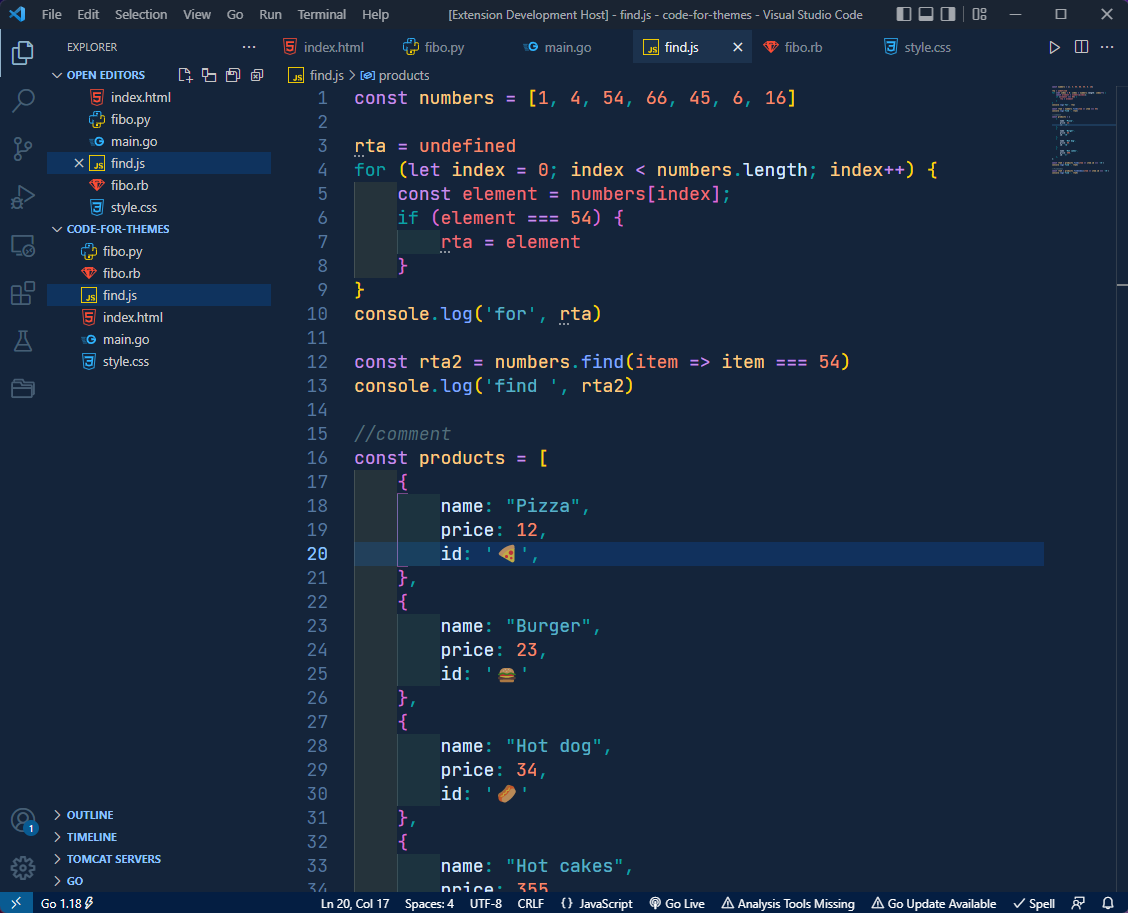 File Edit Selection View Go Run Terminal Help [Extension Development Host] - find.js - code-for-themes - Visual Studio Code
EXPLORER
index.html fibo.py main.go find.js fibo.rb style.css
OPEN EDITORS
index.html
fibo.py
main.go
find.js
fibo.rb
style.css
CODE-FOR-THEMES
fibo.py
fibo.rb
find.js
index.html
main.go
style.css
OUTLINE
TIMELINE
TOMCAT SERVERS
GO
1
JS find.js > products
1 const numbers = [1, 4, 54, 66, 45, 6, 16]
2
3 rta = undefined
4 for (let index = 0; index < numbers.length; index++) {
5 const element = numbers[index];
6 if (element === 54) {
7 rta = element
8 }
9 }
10 console.log('for', rta)
11
12 const rta2 = numbers.find(item => item === 54)
13 console.log('find ', rta2)
14
15 //comment
16 const products = [
17 {
18 name: "Pizza",
19 price: 12,
20 id: '🍕',
21 },
22 {
23 name: "Burger",
24 price: 23,
25 id: '🍔'
26 },
27 {
28 name: "Hot dog",
29 price: 34,
30 id: '🌭'
31 },
32 {
33 name: "Hot cakes",
34 price: 355
Go 1.18 Ln 20, Col 17 Spaces: 4 UTF-8 CRLF {} JavaScript Go Live Analysis Tools Missing Go Update Available Spell